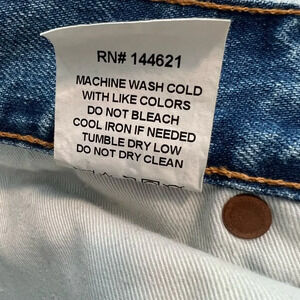 RN# 144621
MACHINE WASH COLD
WITH LIKE COLORS
DO NOT BLEACH
COOL IRON IF NEEDED
TUMBLE DRY LOW
DO NOT DRY CLEAN